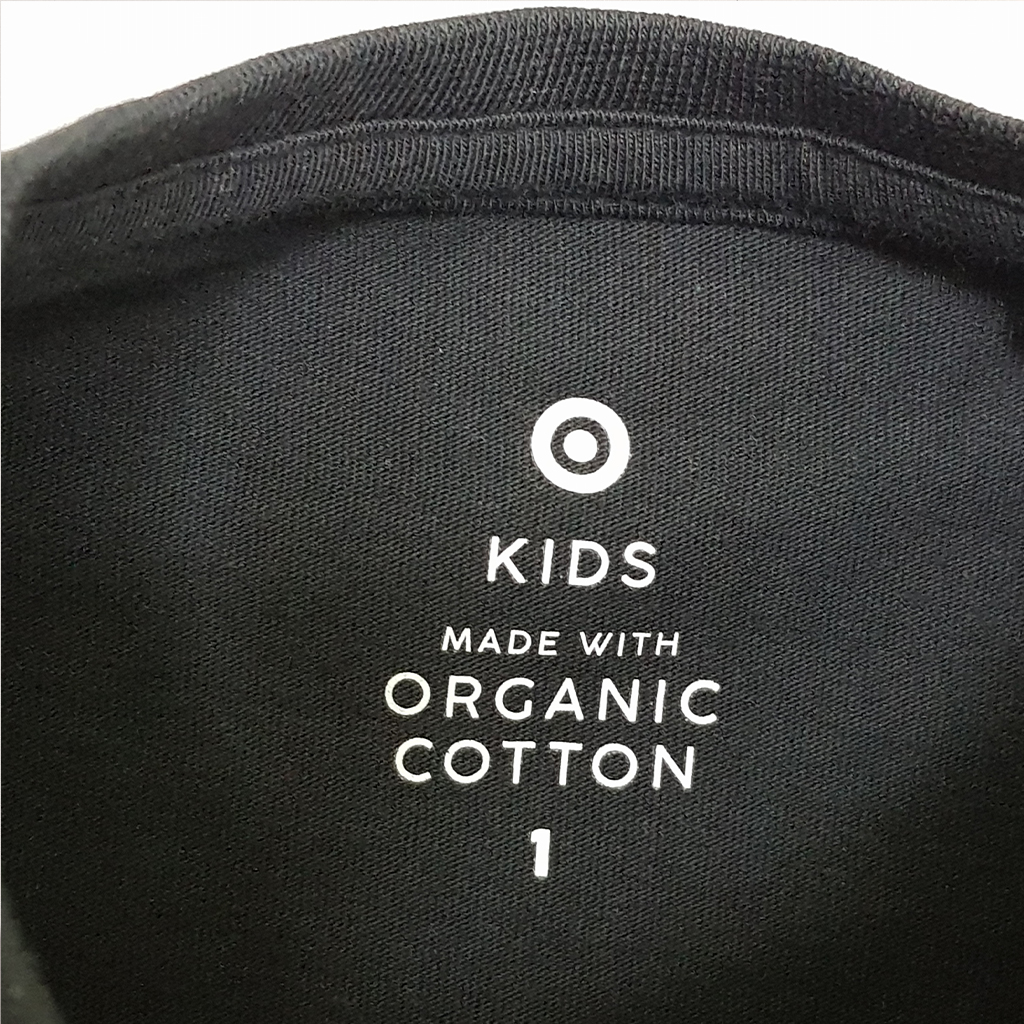 KIDS
MADE WITH
ORGANIC
COTTON
1